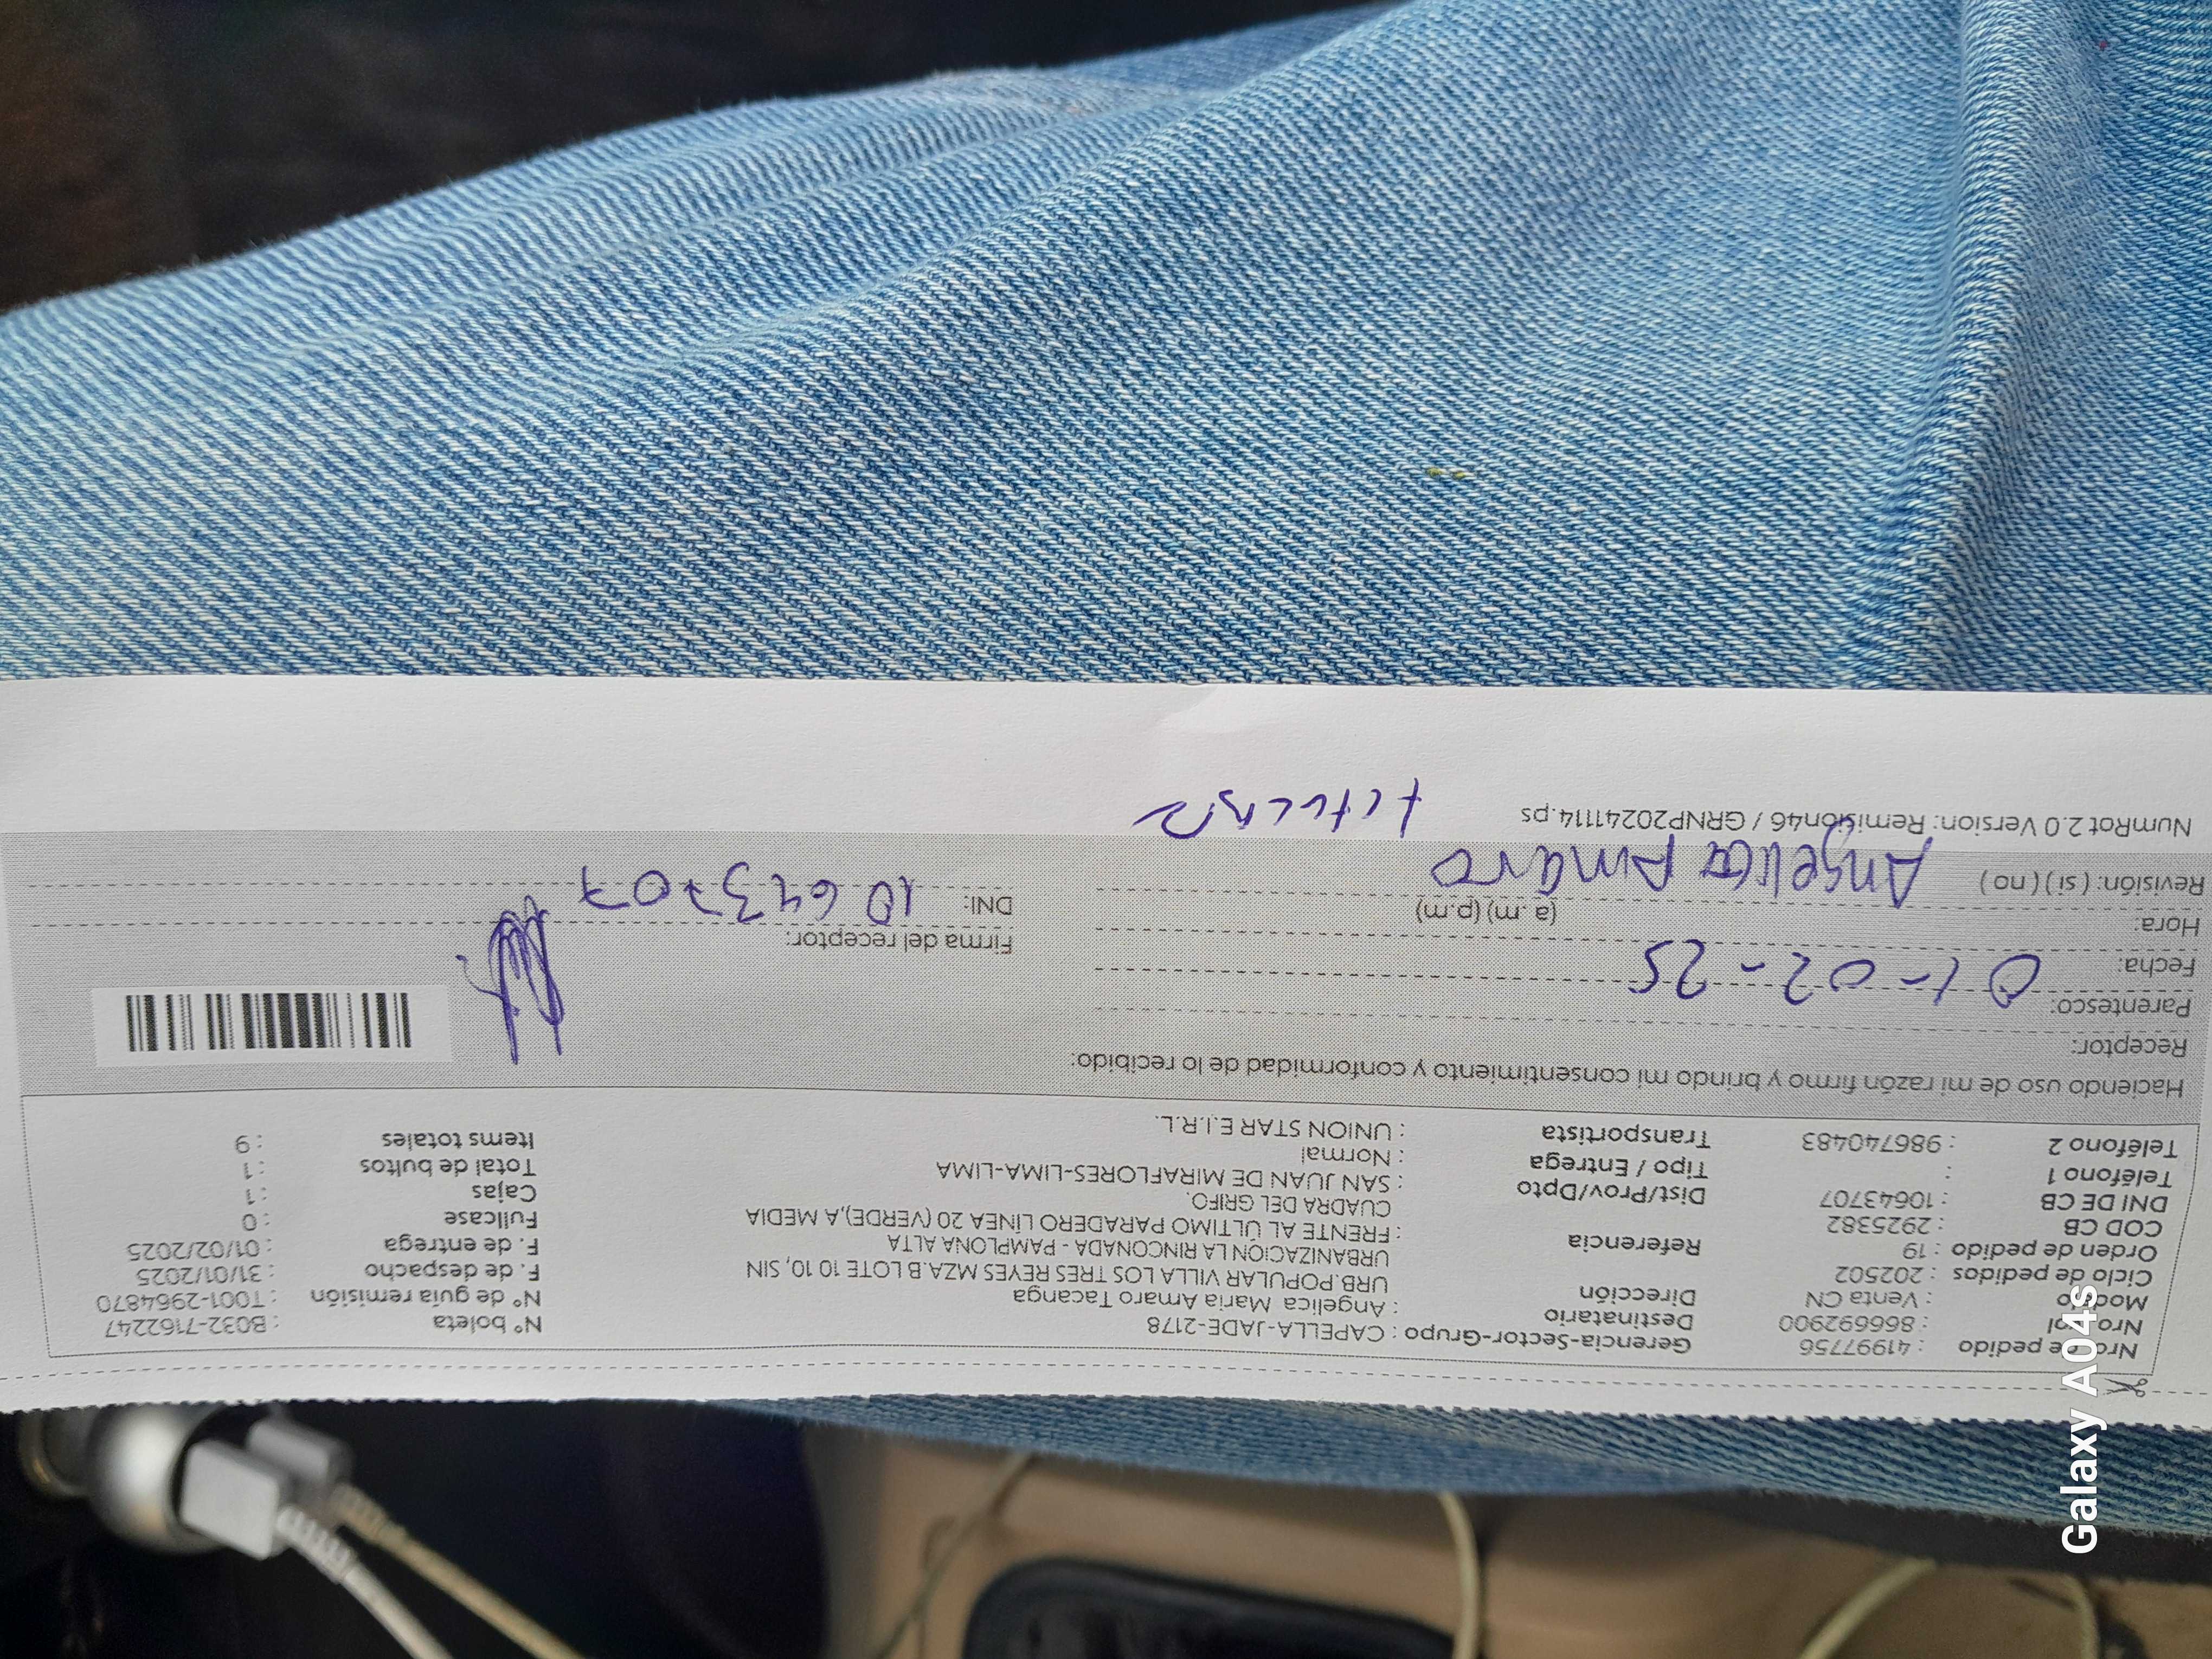 Nro de pedido : 41997756
Nro : 866692900
Modelo : Venta CN
Ciclo de pedidos : 202502
Orden de pedido : 19
COD CB : 2925382
DNI DE CB : 10643707
Teléfono 1 :
Teléfono 2 : 986740483
Gerencia-Sector-Grupo : CAPELLA-JADE-2178
Destinatario : Angelica Maria Amaro Tacanga
Dirección URB.POPULAR VILLA LOS TRES REYES MZA.B LOTE 10 10, SIN
URBANIZACIÓN LA RINCONADA - PAMPLONA ALTA
Referencia : FRENTE AL ÚLTIMO PARADERO LÍNEA 20 (VERDE),A MEDIA
CUADRA DEL GRIFO.
Dist/Prov/Dpto : SAN JUAN DE MIRAFLORES-LIMA-LIMA
Tipo / Entrega : Normal
Transportista : UNION STAR E.I.R.L.
Nº boleta : B032-7162247
Nº de guía remisión : T001-2964870
F. de despacho : 31/01/2025
F. de entrega : 01/02/2025
Fullcase : 0
Cajas : 1
Total de bultos : 1
Items totales : 9
Haciendo uso de mi razón firmo y brindo mi consentimiento y conformidad de lo recibido:
Receptor:
Parentesco:
Fecha: 01-02-25
Hora: (a.m) (p.m)
Revisión: ( si ) ( no ) Angelica Amaro
Firma del receptor:
DNI: 10643707
NumRot 2.0 Version: Remision46 / GRNP20241114.ps
Galaxy A04s